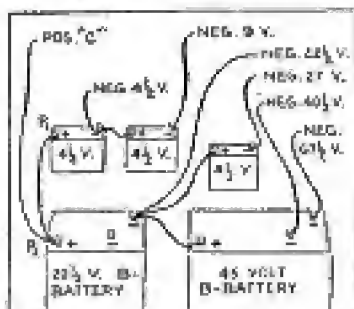 POS. "C"
NEG. 9 V.
NEG. 22½ V.
NEG. 27 V.
NEG. 4½ V.
NEG. 40½ V.
NEG.
67½ V.
4½ V.
4½ V.
4½ V.
22½ V. B-
BATTERY
45 VOLT
B-BATTERY